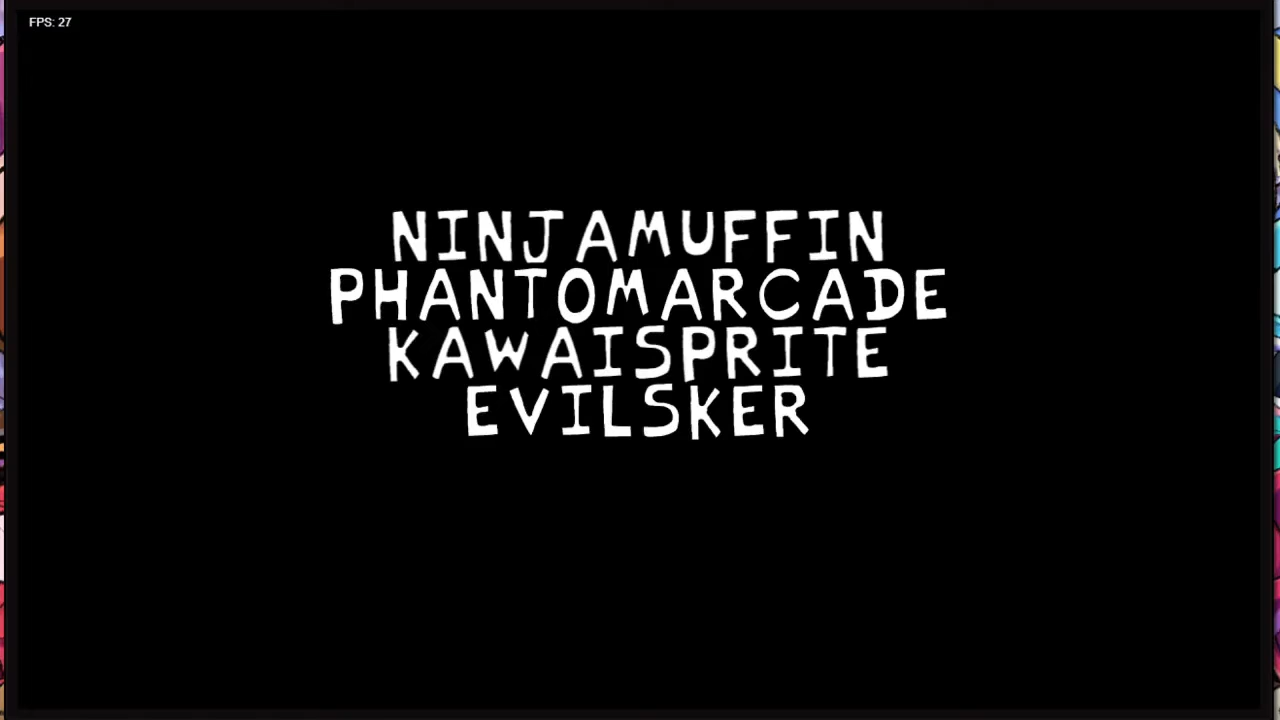 FPS: 27
NINJAMUFFIN
PHANTOMARCADE
KAWAISPRITE
EVILSKER